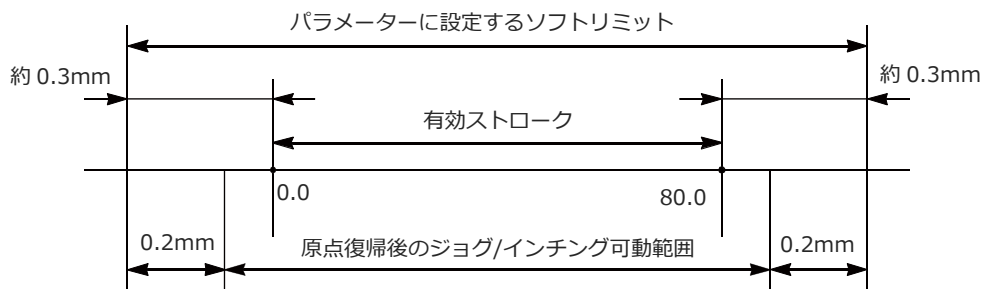 パラメーターに設定するソフトリミット
約 0.3mm
約 0.3mm
有効ストローク
0.0
80.0
0.2mm
原点復帰後のジョグ/インチング可動範囲
0.2mm